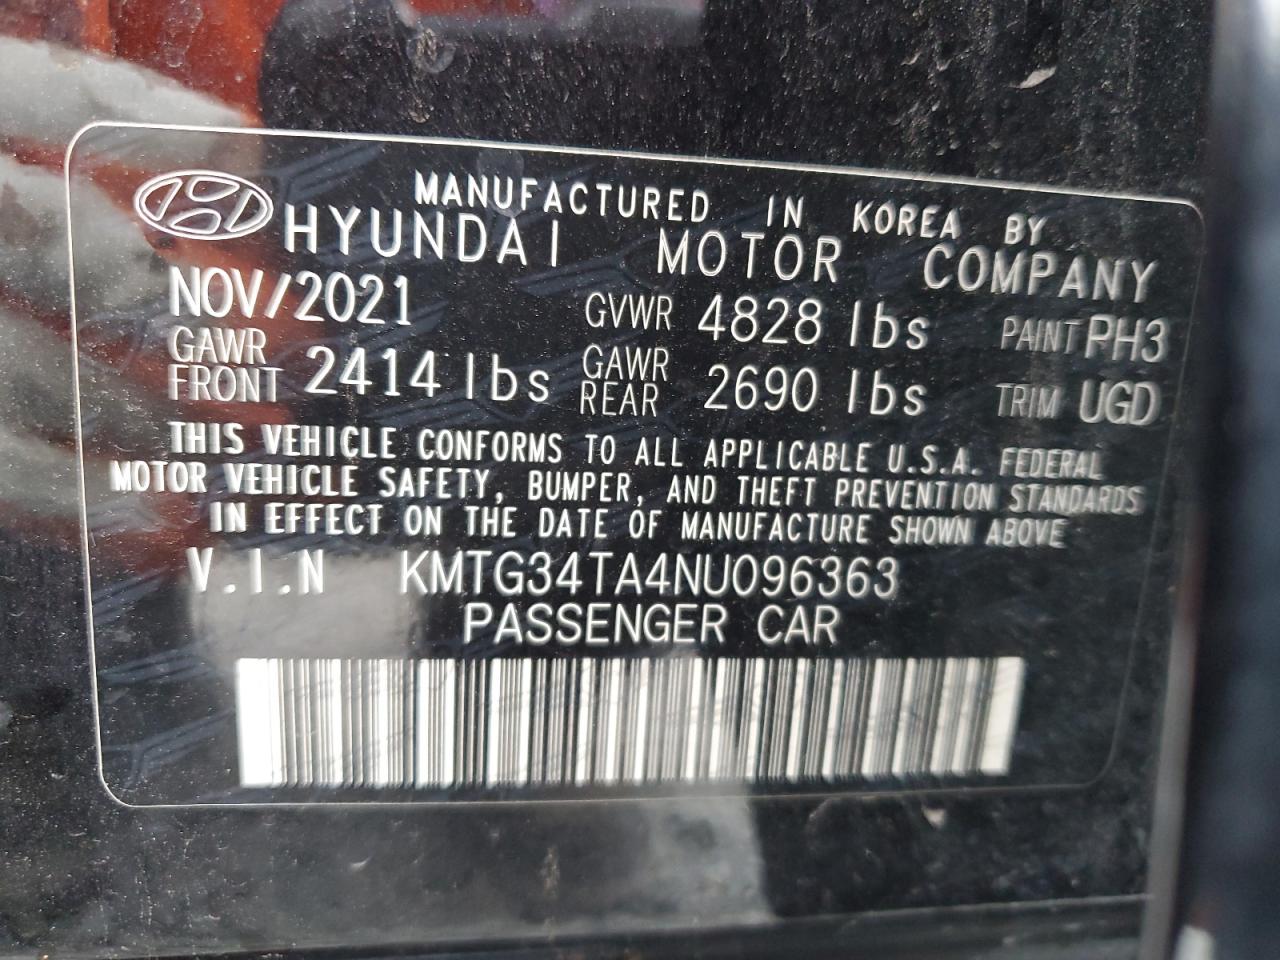 MANUFACTURED IN KOREA BY
HYUNDAI MOTOR COMPANY
NOV/2021 GVWR 4828 lbs PAINT PH3
GAWR FRONT 2414 lbs GAWR REAR 2690 lbs TRIM UGD
THIS VEHICLE CONFORMS TO ALL APPLICABLE U.S.A. FEDERAL
MOTOR VEHICLE SAFETY, BUMPER, AND THEFT PREVENTION STANDARDS
IN EFFECT ON THE DATE OF MANUFACTURE SHOWN ABOVE
V.I.N KMTG34TA4NU096363
PASSENGER CAR